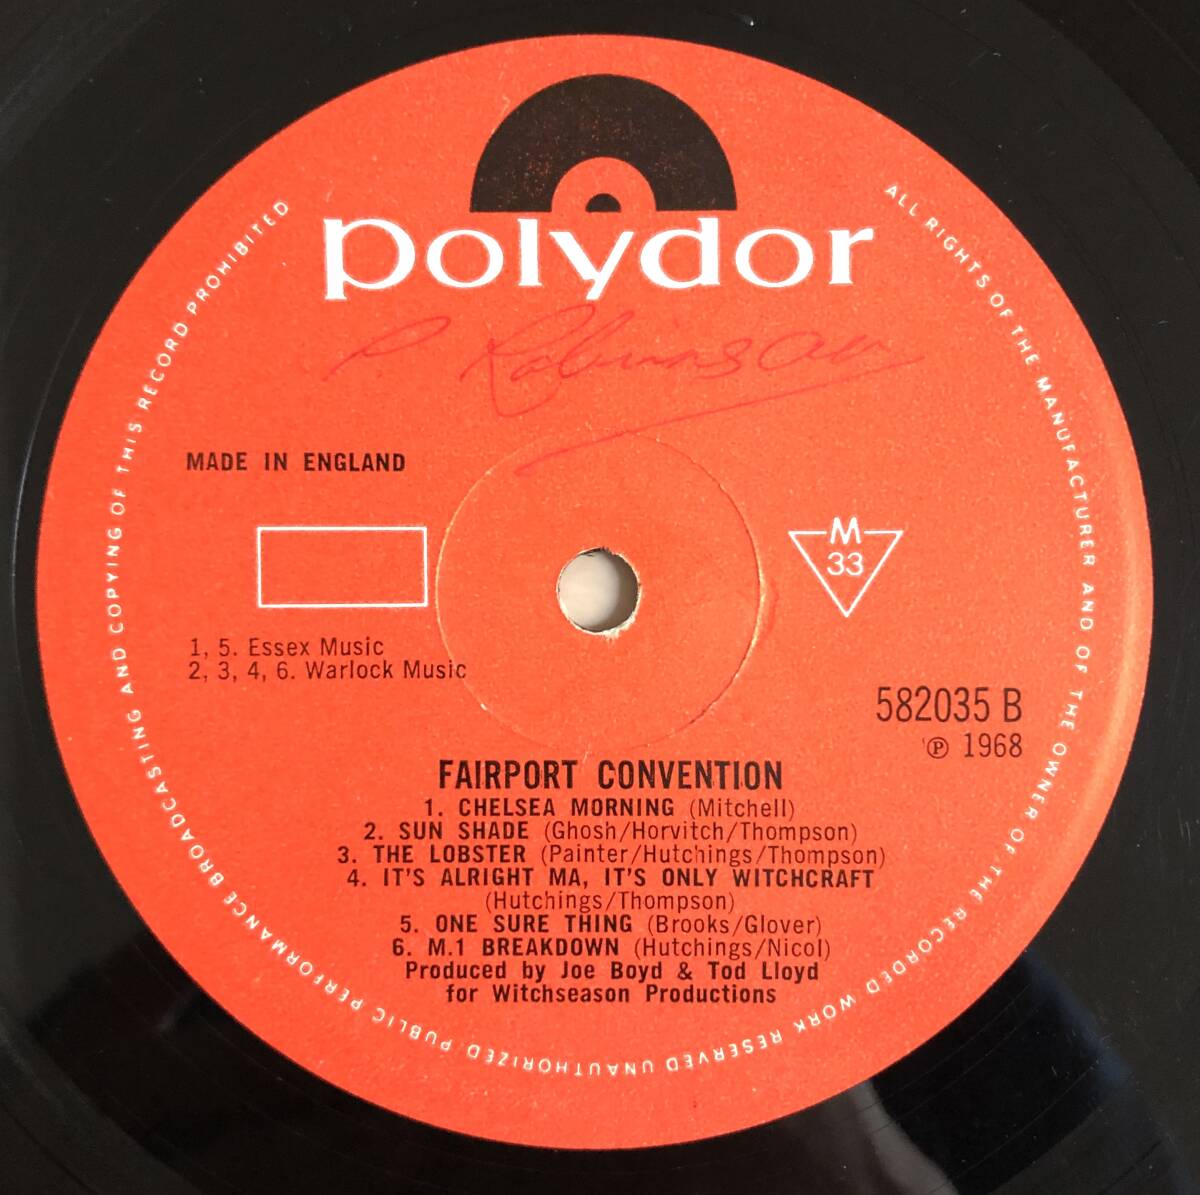 polydor
P. Robinson
MADE IN ENGLAND
M
33
1, 5. Essex Music
2, 3, 4, 6. Warlock Music
582035 B
℗ 1968
FAIRPORT CONVENTION
1. CHELSEA MORNING (Mitchell)
2. SUN SHADE (Ghosh/Horvitch/Thompson)
3. THE LOBSTER (Painter/Hutchings/Thompson)
4. IT'S ALRIGHT MA, IT'S ONLY WITCHCRAFT
(Hutchings/Thompson)
5. ONE SURE THING (Brooks/Glover)
6. M.1 BREAKDOWN (Hutchings/Nicol)
Produced by Joe Boyd & Tod Lloyd
for Witchseason Productions
ALL RIGHTS OF THE MANUFACTURER AND OF THE OWNER OF THE RECORDED WORK RESERVED UNAUTHORIZED PUBLIC PERFORMANCE BROADCASTING AND COPYING OF THIS RECORD PROHIBITED